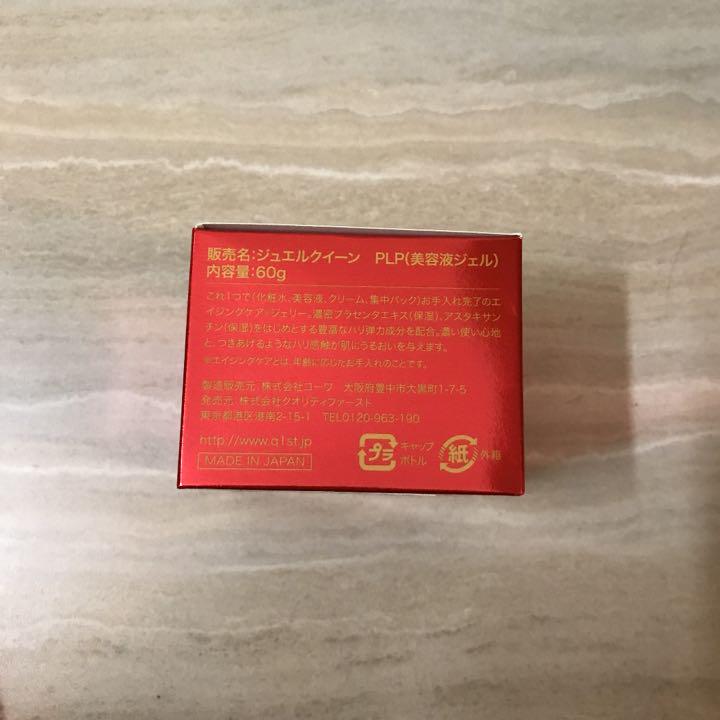 販売名:ジュエルクイーン PLP(美容液ジェル)
内容量:60g
これ1つで(化粧水、美容液、クリーム、集中パック)お手入れ完了のエ
イジングケア※ジェリー。濃密プラセンタエキス(保湿)、アスタキサン
チン(保湿)をはじめとする豊富なハリ弾力成分を配合。濃い使い心地
と、つきあげるようなハリ感触が肌にうるおいを与えます。
※エイジングケアとは、年齢に応じたお手入れのことです。
製造販売元 株式会社コーワ 大阪府豊中市大黒町1-7-5
発売元 株式会社クオリティファースト
東京都港区港南2-15-1 TEL0120-963-190
http://www.q1st.jp
MADE IN JAPAN
プラ
キャップ
ボトル
紙
外箱